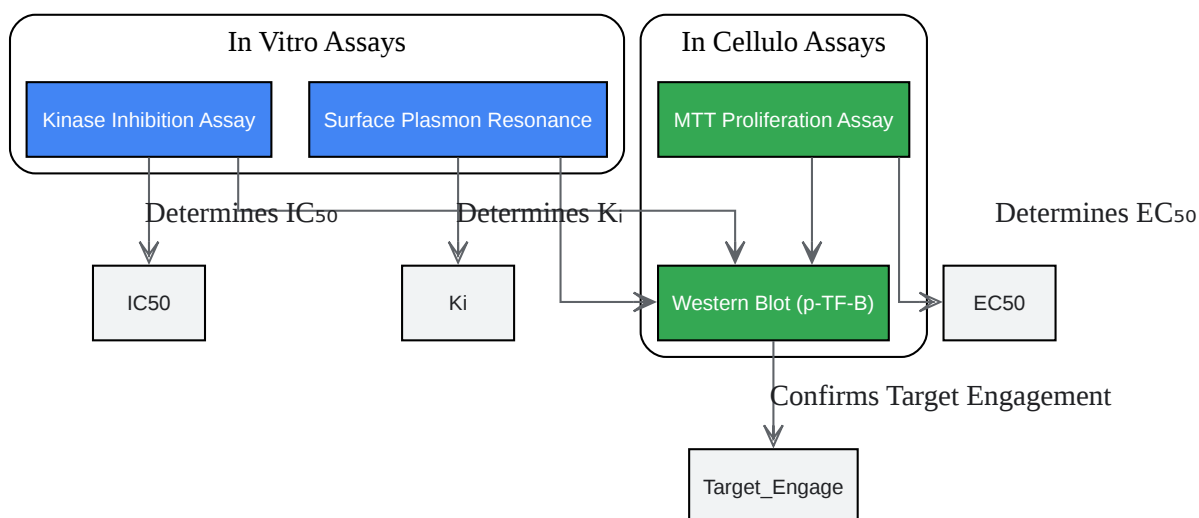 In Vitro Assays
In Cellulo Assays
Kinase Inhibition Assay
Surface Plasmon Resonance
MTT Proliferation Assay
Determines IC₅₀
Determines Kᵢ
Determines EC₅₀
IC50
Ki
Western Blot (p-TF-B)
EC50
Confirms Target Engagement
Target_Engage